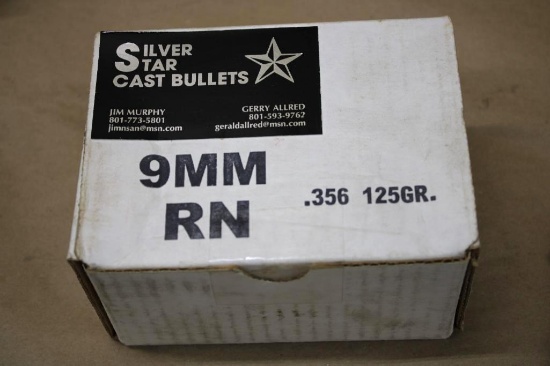 SILVER
STAR
CAST BULLETS
JIM MURPHY
801-773-5801
jimnsan@msn.com
GERRY ALLRED
801-593-9762
geraldallred@msn.com
9MM
RN
.356 125GR.